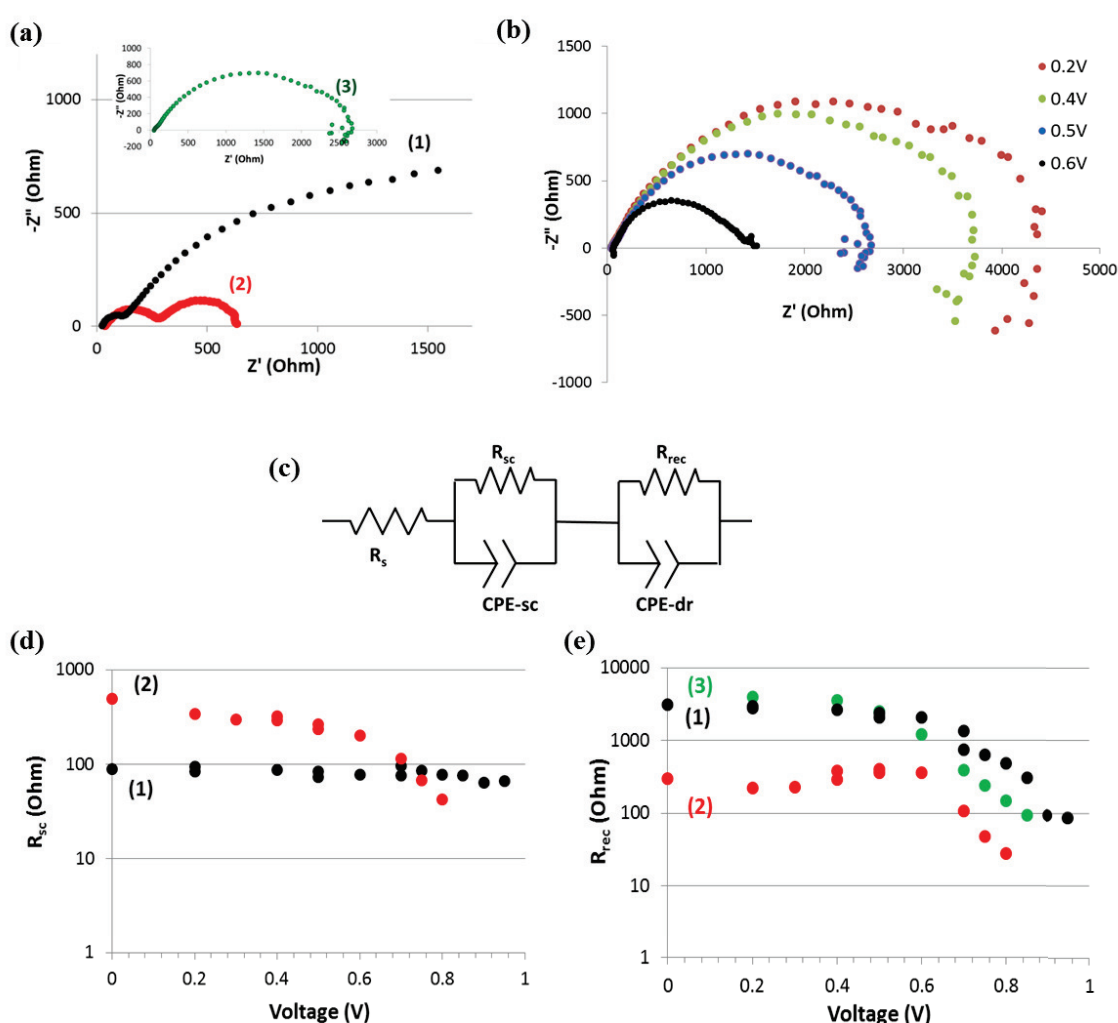 (a)
1000
500
0
-Z" (Ohm)
0
500
1000
1500
Z' (Ohm)
(1)
(2)
1000
800
600
400
200
0
-200
-Z" (Ohm)
0
500
1000
1500
2000
2500
3000
Z' (Ohm)
(3)
(b)
1500
1000
500
0
-500
-1000
-Z" (Ohm)
0
1000
2000
3000
4000
5000
Z' (Ohm)
0.2V
0.4V
0.5V
0.6V
(c)
Rs
Rsc
CPE-sc
Rrec
CPE-dr
(d)
1000
100
10
1
Rsc (Ohm)
(2)
(1)
0
0.2
0.4
0.6
0.8
1
Voltage (V)
(e)
10000
1000
100
10
1
Rrec (Ohm)
(3)
(1)
(2)
0
0.2
0.4
0.6
0.8
1
Voltage (V)